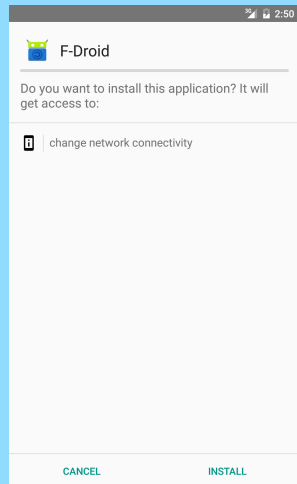 3G 2:50
F-Droid
Do you want to install this application? It will
get access to:
change network connectivity
CANCEL INSTALL